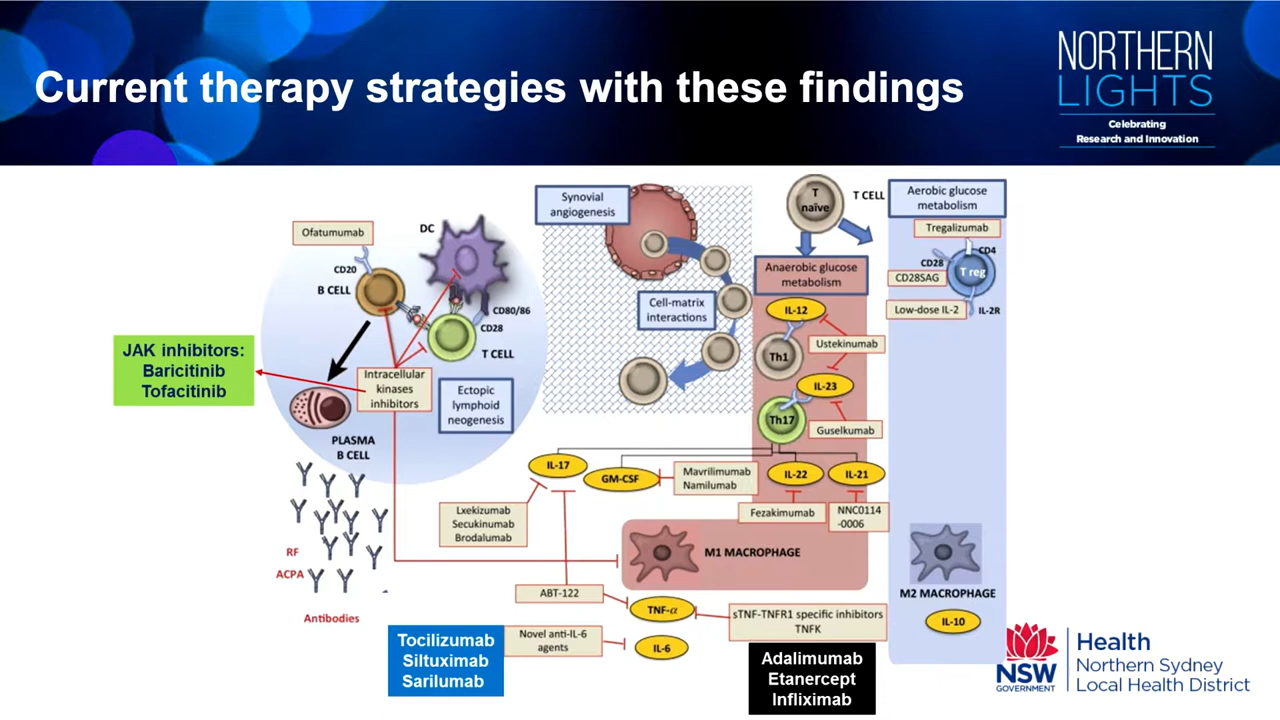 Current therapy strategies with these findings
NORTHERN
LIGHTS
Celebrating
Research and Innovation
Ofatumumab
CD20
B CELL
DC
CD80/86
CD28
T CELL
JAK inhibitors:
Baricitinib
Tofacitinib
Intracellular
kinases
inhibitors
Ectopic
lymphoid
neogenesis
PLASMA
B CELL
RF
ACPA
Antibodies
Synovial
angiogenesis
Cell-matrix
interactions
T
naïve
T CELL
Anaerobic glucose
metabolism
IL-12
Th1
Ustekinumab
IL-23
Th17
Guselkumab
IL-17
GM-CSF
Mavrilimumab
Namilumab
IL-22
IL-21
Lxekizumab
Secukinumab
Brodalumab
Fezakimumab
NNC0114
-0006
M1 MACROPHAGE
ABT-122
TNF-α
sTNF-TNFR1 specific inhibitors
TNFK
Novel anti-IL-6
agents
IL-6
Tocilizumab
Siltuximab
Sarilumab
Adalimumab
Etanercept
Infliximab
Aerobic glucose
metabolism
Tregalizumab
CD4
CD28
T reg
CD28SAG
Low-dose IL-2
IL-2R
M2 MACROPHAGE
IL-10
NSW
GOVERNMENT
Health
Northern Sydney
Local Health District